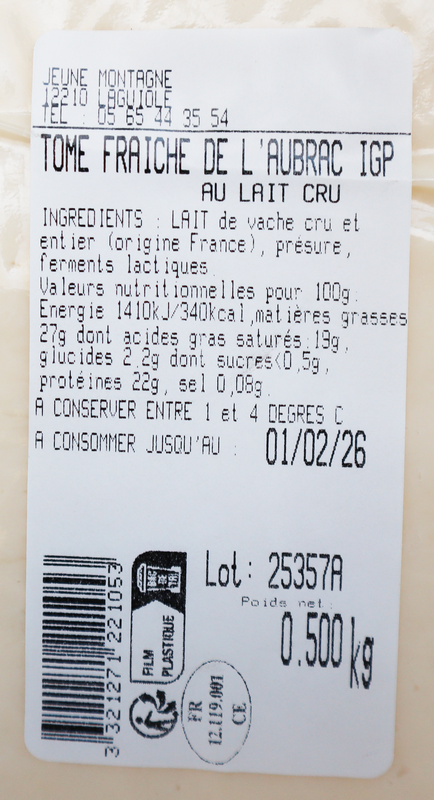 JEUNE MONTAGNE
12210 LAGUIOLE
TEL : 05 65 44 35 54
TOME FRAICHE DE L'AUBRAC IGP
AU LAIT CRU
INGREDIENTS : LAIT de vache cru et
entier (origine France), présure,
ferments lactiques.
Valeurs nutritionnelles pour 100g:
Energie 1410kJ/340kcal,matières grasses
27g dont acides gras saturés:19g,
glucides 2,2g dont sucres<0,5g,
protéines 22g, sel 0,08g.
A CONSERVER ENTRE 1 et 4 DEGRES C
A CONSOMMER JUSQU'AU : 01/02/26
Lot: 25357A
Poids net:
0.500kg
3 321271 221053
BAC DE TRI
FILM
PLASTIQUE
FR
12.119.001
CE